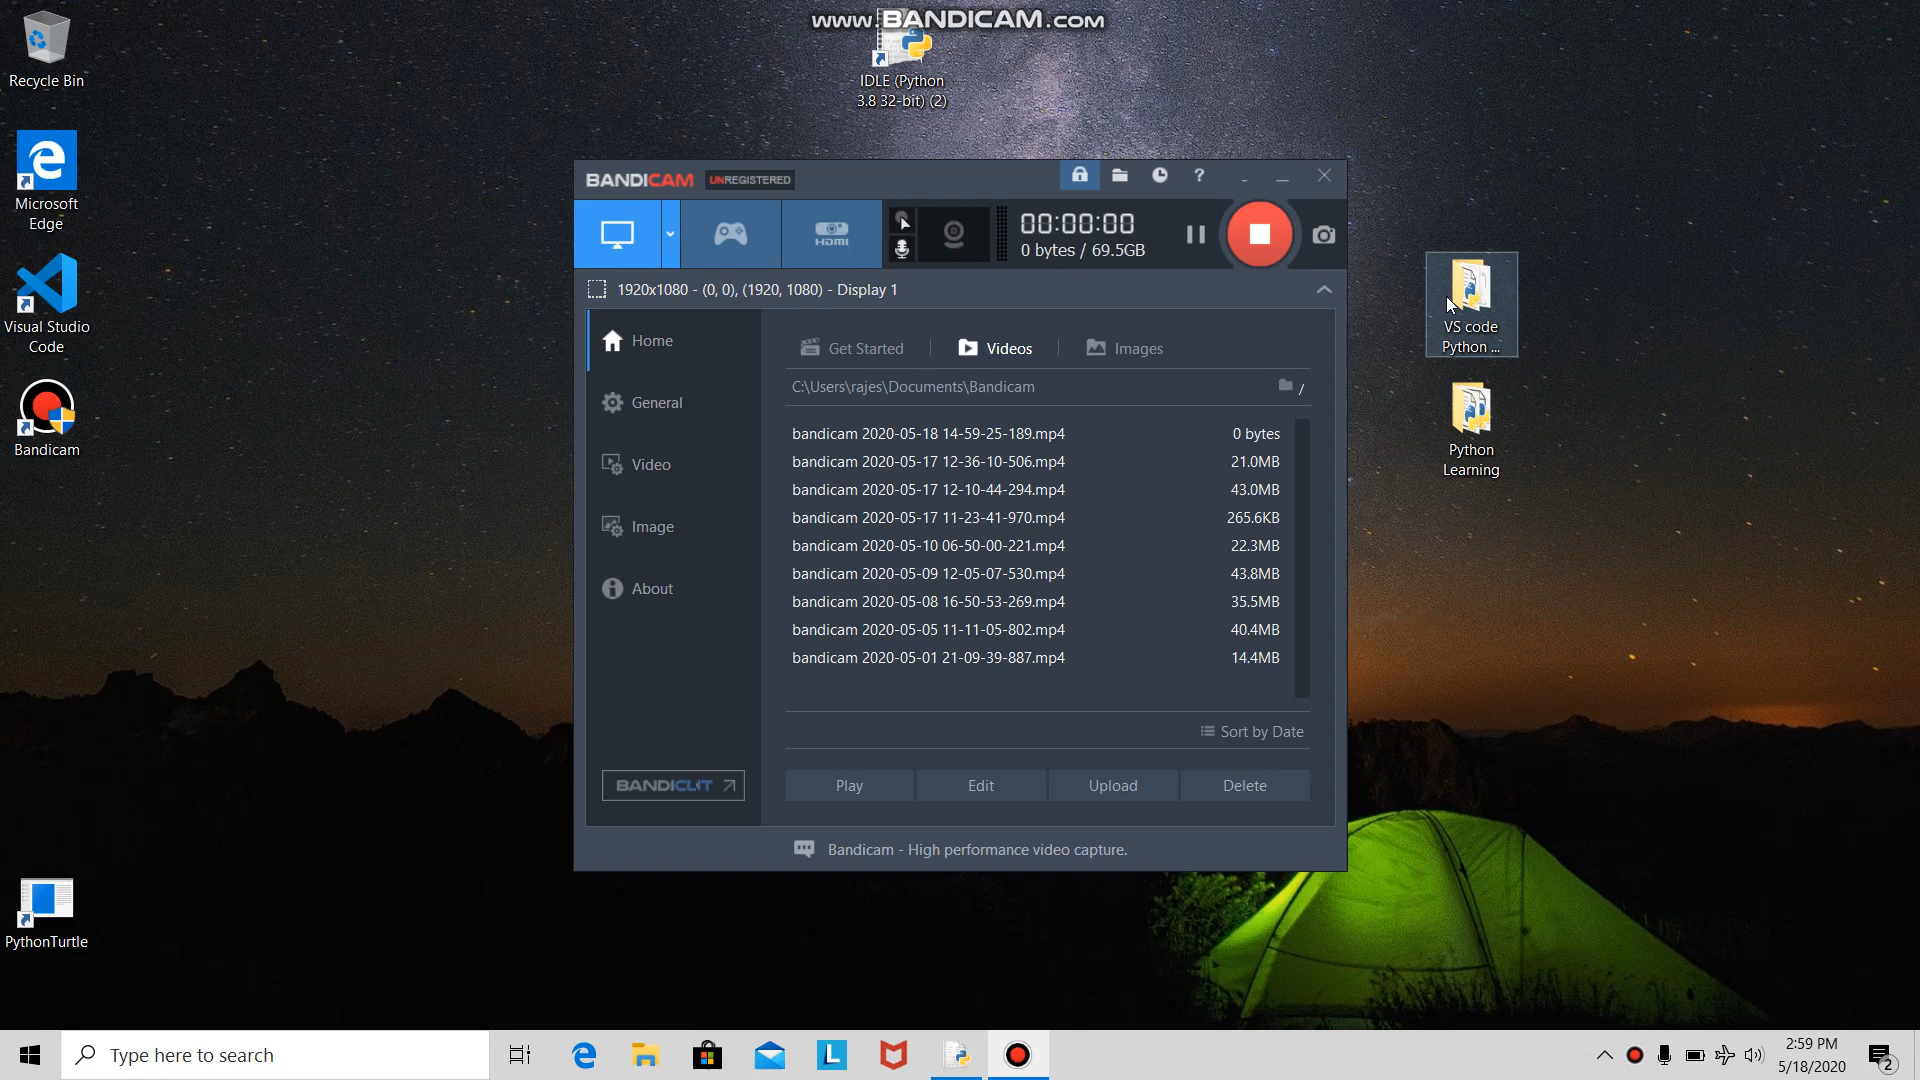 www.BANDICAM.com
Recycle Bin
IDLE (Python
3.8 32-bit) (2)
Microsoft
Edge
Visual Studio
Code
Bandicam
PythonTurtle
VS code
Python ...
Python
Learning
BANDICAM UNREGISTERED
?
HDMI
00:00:00
0 bytes / 69.5GB
1920x1080 - (0, 0), (1920, 1080) - Display 1
Home
General
Video
Image
About
BANDICUT
Get Started
Videos
Images
C:\Users\rajes\Documents\Bandicam
/
bandicam 2020-05-18 14-59-25-189.mp4 0 bytes
bandicam 2020-05-17 12-36-10-506.mp4 21.0MB
bandicam 2020-05-17 12-10-44-294.mp4 43.0MB
bandicam 2020-05-17 11-23-41-970.mp4 265.6KB
bandicam 2020-05-10 06-50-00-221.mp4 22.3MB
bandicam 2020-05-09 12-05-07-530.mp4 43.8MB
bandicam 2020-05-08 16-50-53-269.mp4 35.5MB
bandicam 2020-05-05 11-11-05-802.mp4 40.4MB
bandicam 2020-05-01 21-09-39-887.mp4 14.4MB
Sort by Date
Play Edit Upload Delete
Bandicam - High performance video capture.
Type here to search
L
2:59 PM
5/18/2020
2